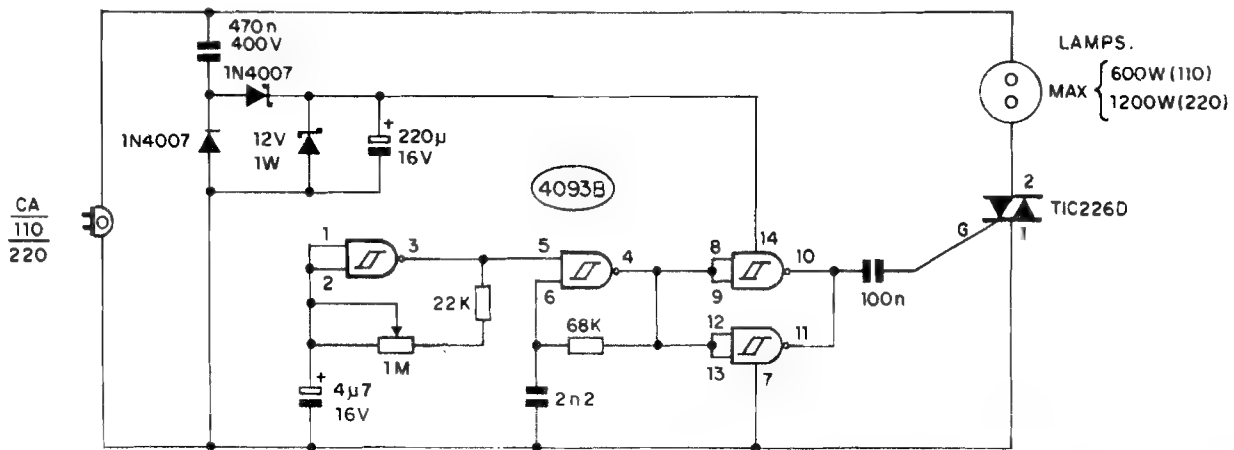 470n
400V
1N4007
1N4007
12V
1W
+
220µ
16V
4093B
LAMPS.
MAX { 600W(110)
1200W(220)
2
TIC226D
G
1
CA
110
220
1
2
3
22K
1M
+
4µ7
16V
5
6
4
68K
2n2
8
9
14
10
12
13
11
7
100n